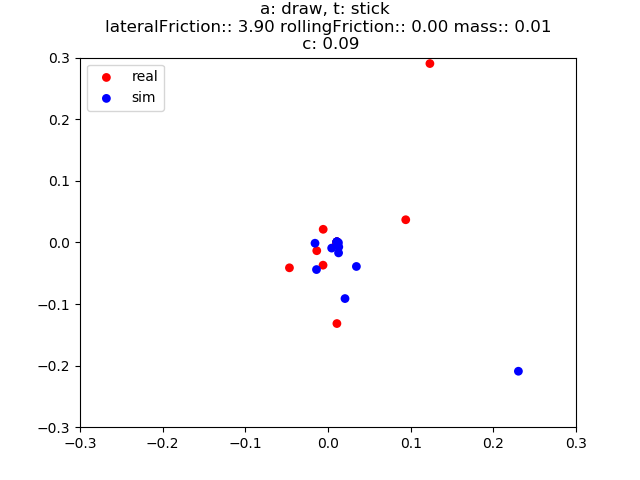 a: draw, t: stick
lateralFriction:: 3.90 rollingFriction:: 0.00 mass:: 0.01
c: 0.09
real
sim
0.3
0.2
0.1
0.0
−0.1
−0.2
−0.3
−0.3
−0.2
−0.1
0.0
0.1
0.2
0.3